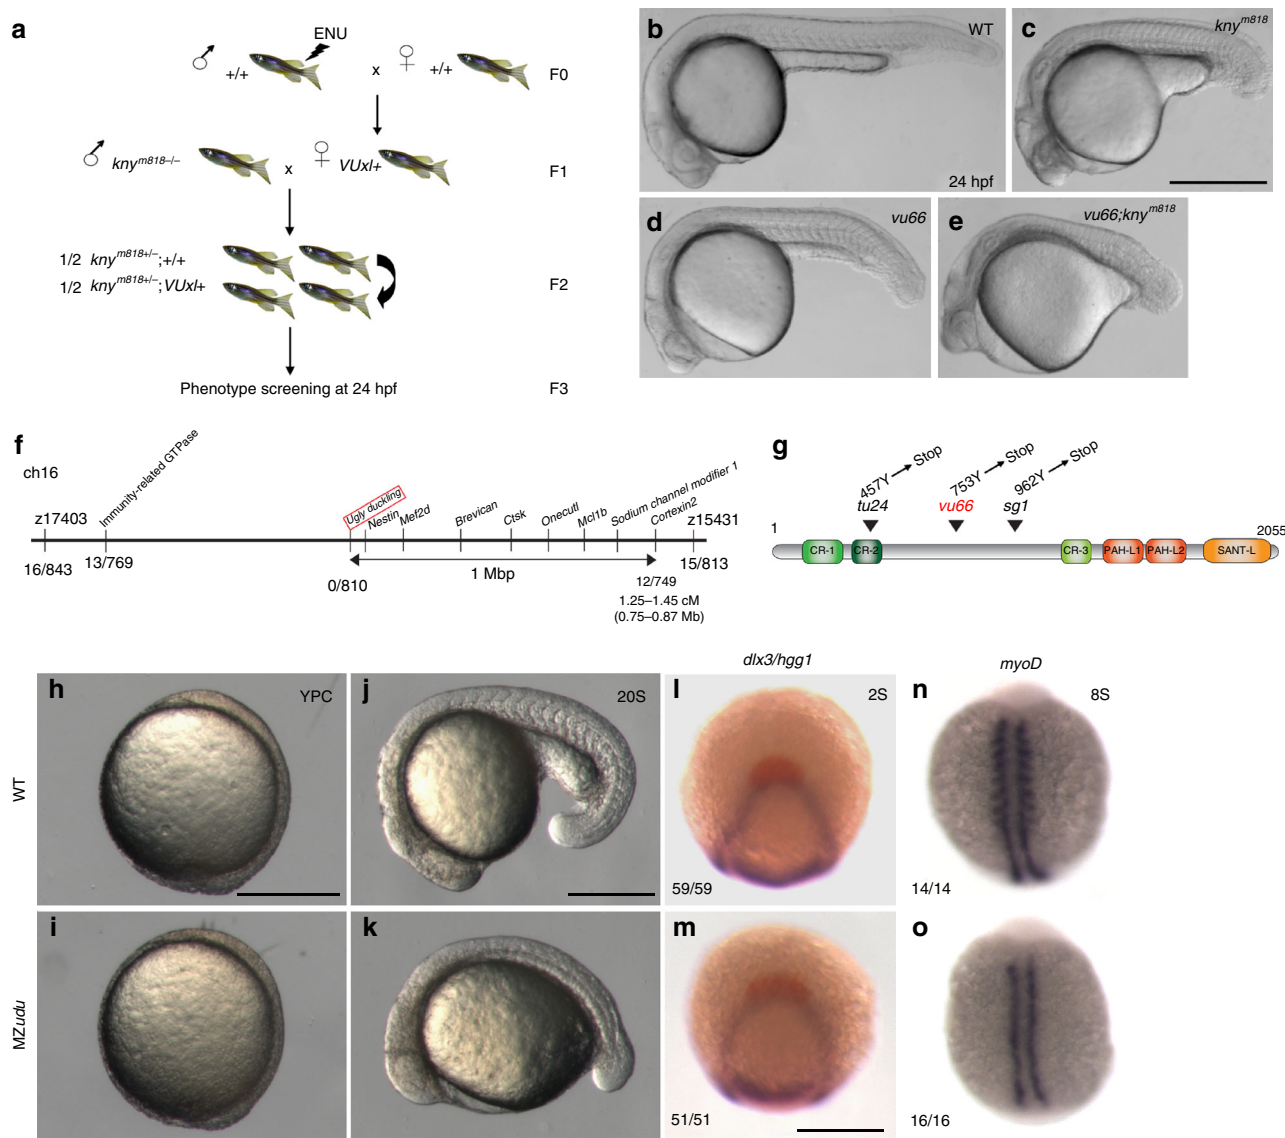 a
ENU
+/+
x
+/+
F0
kny^m818–/–
x
VUxl+
F1
1/2 kny^m818+/–;+/+
1/2 kny^m818+/–;VUxl+
F2
Phenotype screening at 24 hpf
F3
b
WT
24 hpf
c
kny^m818
d
vu66
e
vu66;kny^m818
f
ch16
z17403
Immunity-related GTPase
Ugly duckling
Nestin
Mef2d
Brevican
Ctsk
Onecutl
Mcl1b
Sodium channel modifier 1
Cortexin2
z15431
16/843
13/769
0/810
1 Mbp
12/749
15/813
1.25–1.45 cM
(0.75–0.87 Mb)
g
457Y → Stop
753Y → Stop
962Y → Stop
tu24
vu66
sg1
1
2055
CR-1
CR-2
CR-3
PAH-L1
PAH-L2
SANT-L
dlx3/hgg1
myoD
WT
h
YPC
j
20S
l
2S
59/59
n
8S
14/14
MZudu
i
k
m
51/51
o
16/16